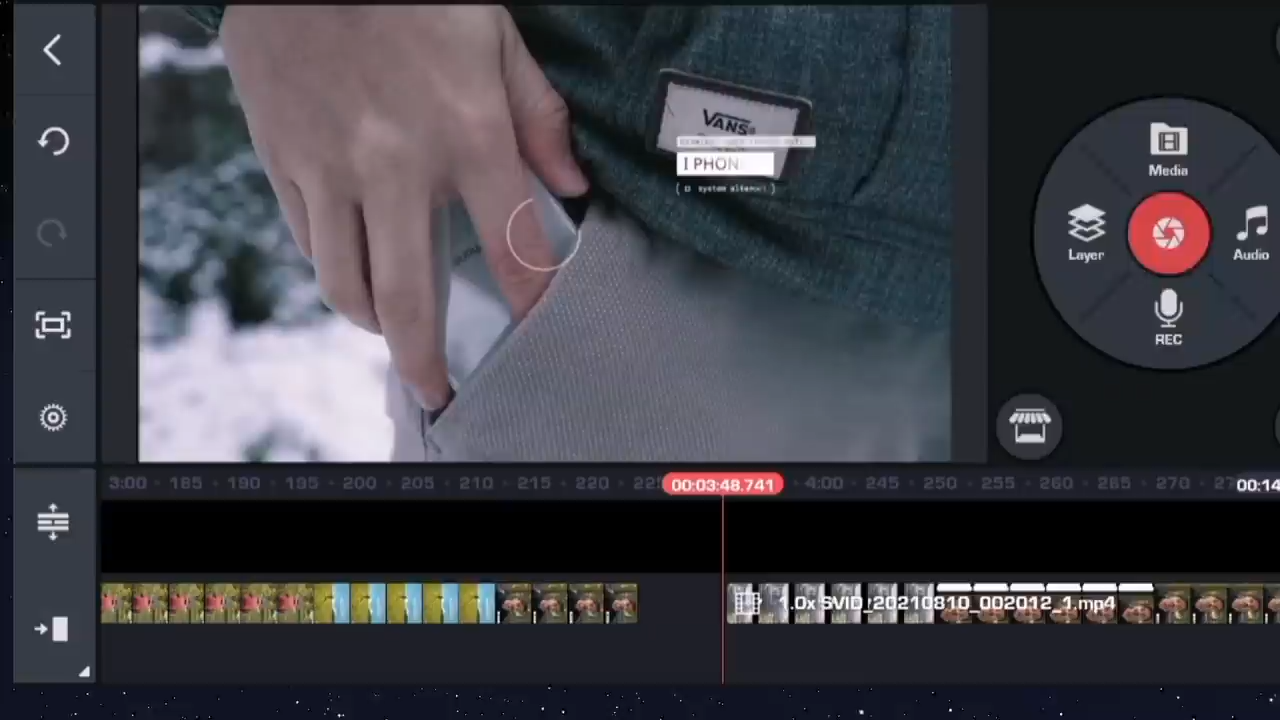 VANS
I PHON
system
Media
Layer
Audio
REC
3:00 185 190 195 200 205 210 215 220 00:03:48.741 4:00 245 250 255 260 265 270 00:14
1.0x SVID_20210810_002012_1.mp4